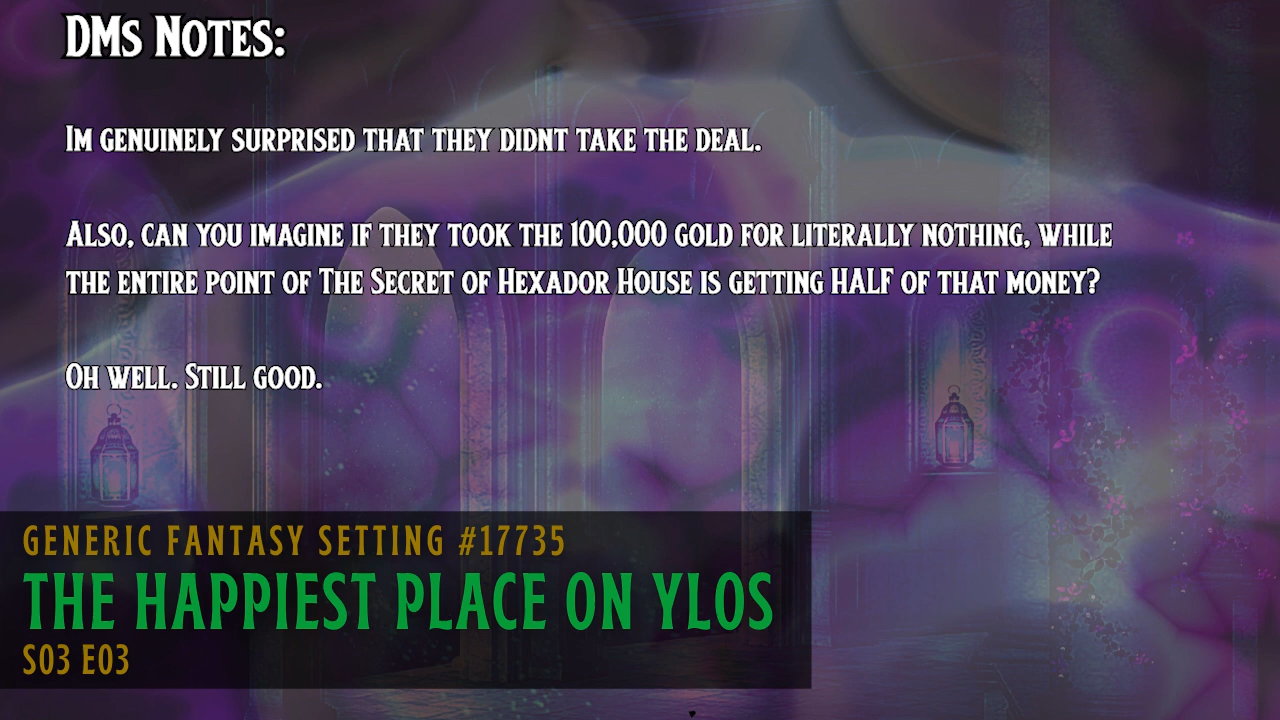 DMs Notes:
Im genuinely surprised that they didnt take the deal.
Also, can you imagine if they took the 100,000 gold for literally nothing, while
the entire point of The Secret of Hexador House is getting HALF of that money?
Oh well. Still good.
GENERIC FANTASY SETTING #17735
THE HAPPIEST PLACE ON YLOS
S03 E03